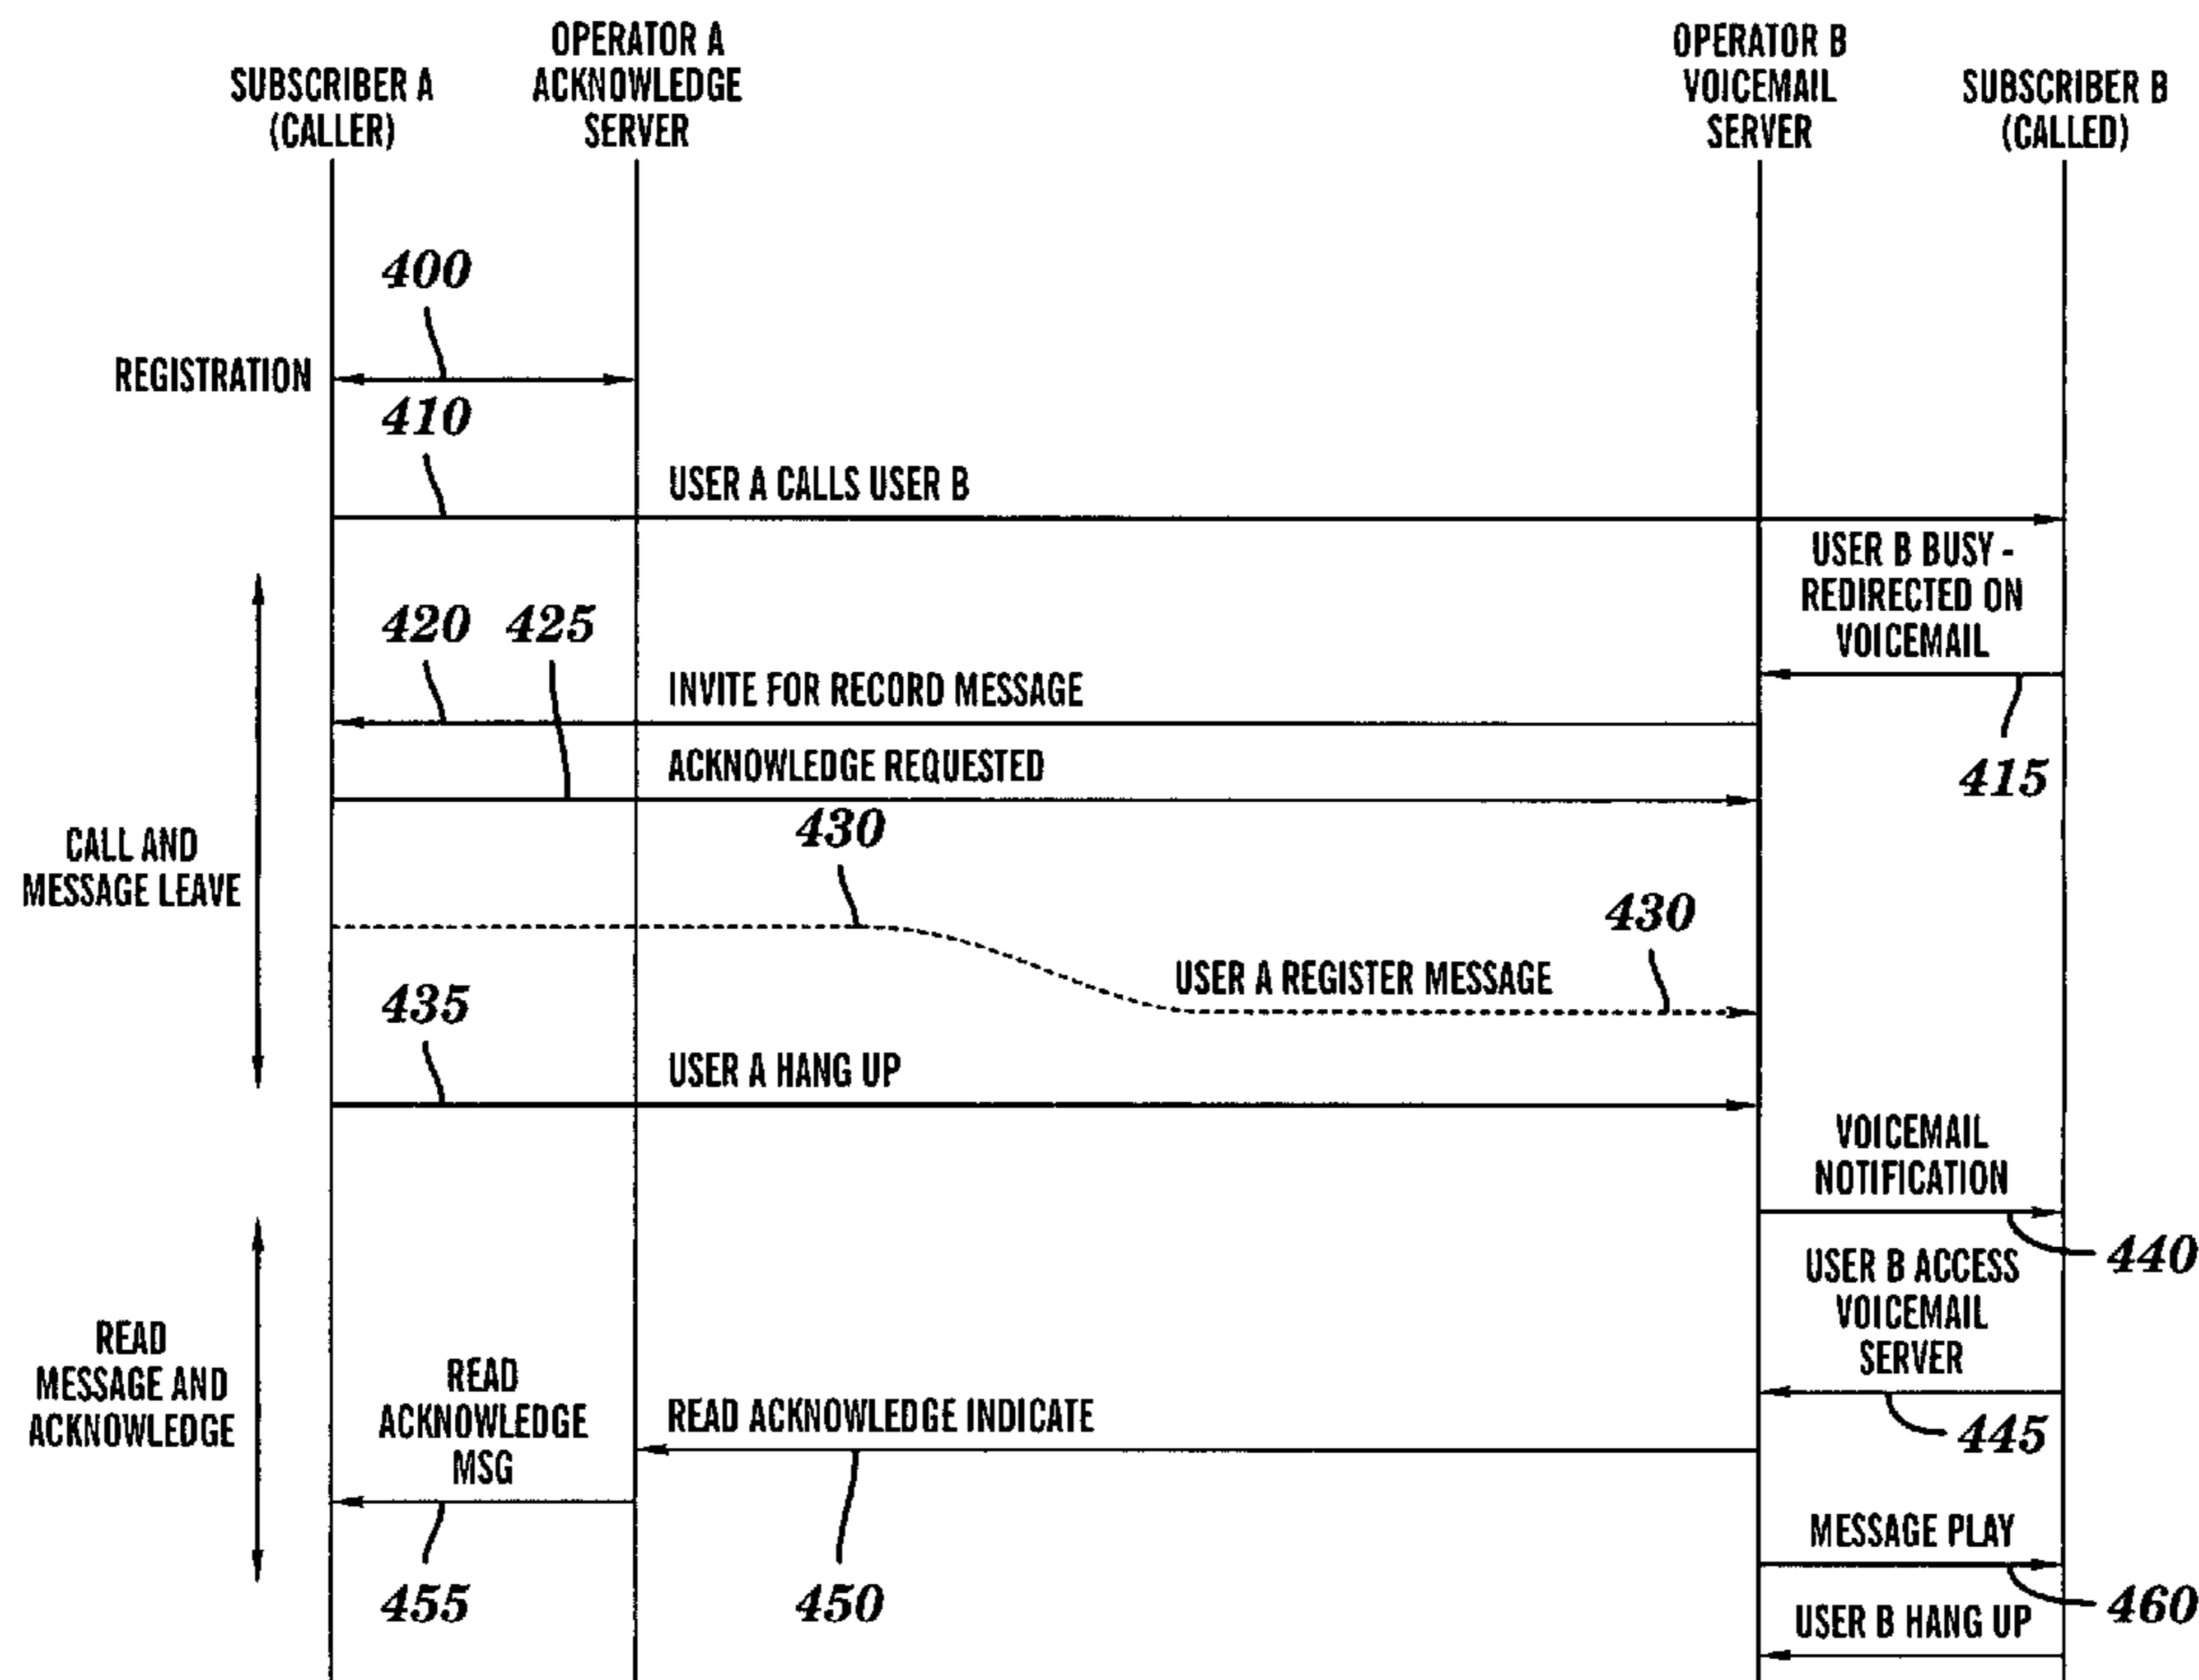 OPERATOR A
ACKNOWLEDGE
SERVER
SUBSCRIBER A
(CALLER)
OPERATOR B
VOICEMAIL
SERVER
SUBSCRIBER B
(CALLED)
400
REGISTRATION
410
USER A CALLS USER B
USER B BUSY -
REDIRECTED ON
VOICEMAIL
415
420
425
INVITE FOR RECORD MESSAGE
ACKNOWLEDGE REQUESTED
CALL AND
MESSAGE LEAVE
430
430
USER A REGISTER MESSAGE
435
USER A HANG UP
VOICEMAIL
NOTIFICATION
440
USER B ACCESS
VOICEMAIL
SERVER
445
READ
MESSAGE AND
ACKNOWLEDGE
READ
ACKNOWLEDGE
MSG
READ ACKNOWLEDGE INDICATE
455
450
MESSAGE PLAY
460
USER B HANG UP